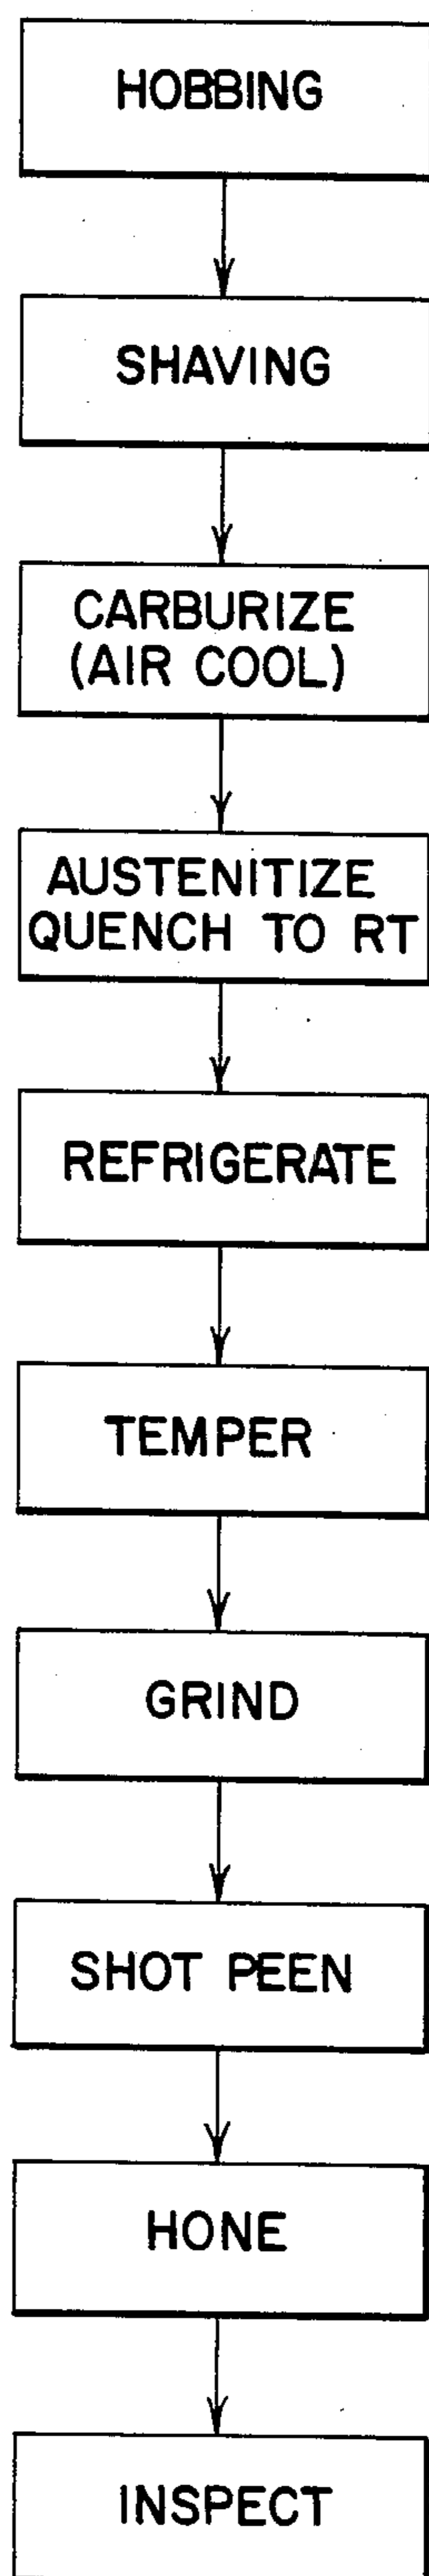 HOBBING
SHAVING
CARBURIZE
(AIR COOL)
AUSTENITIZE
QUENCH TO RT
REFRIGERATE
TEMPER
GRIND
SHOT PEEN
HONE
INSPECT